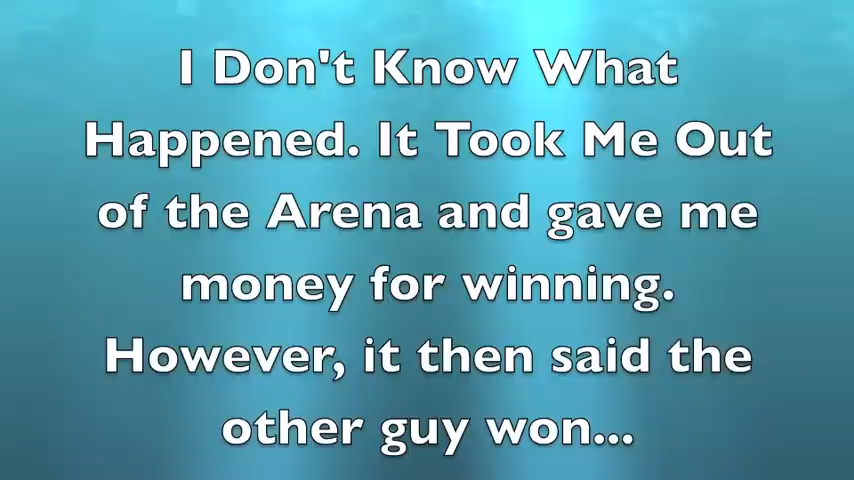 I Don't Know What
Happened. It Took Me Out
of the Arena and gave me
money for winning.
However, it then said the
other guy won...